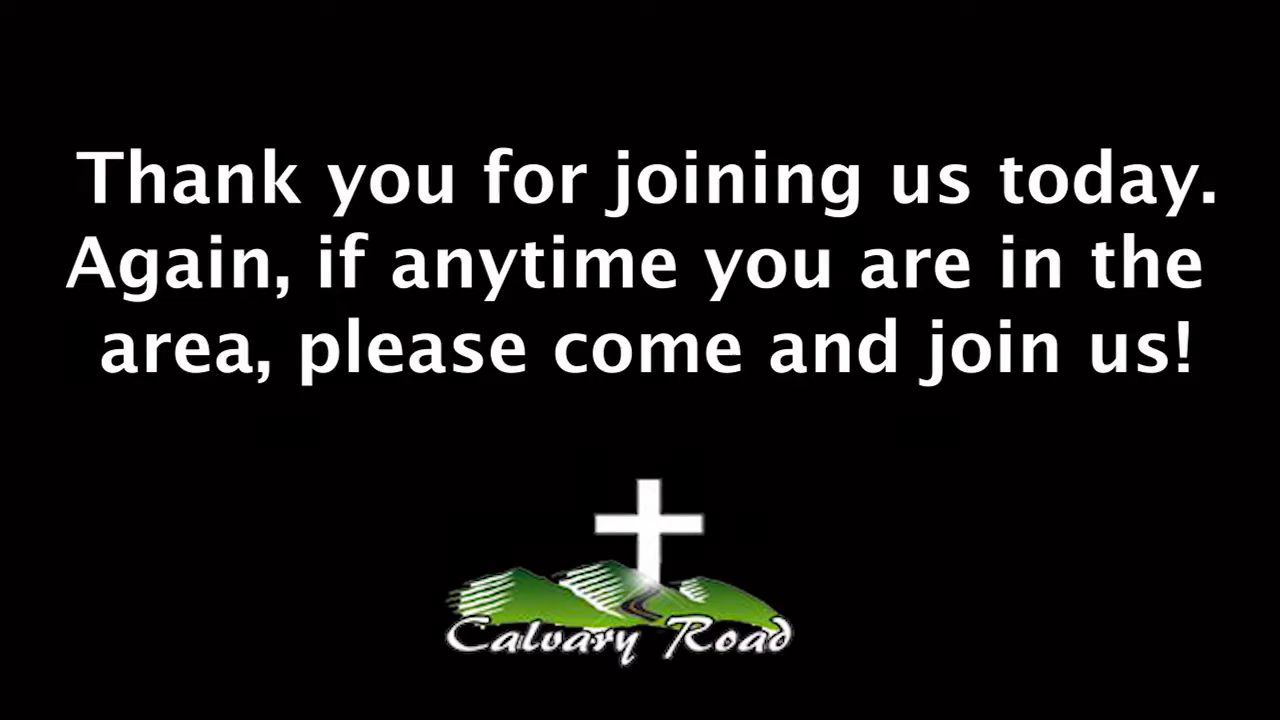 Thank you for joining us today.
Again, if anytime you are in the
area, please come and join us!
Calvary Road